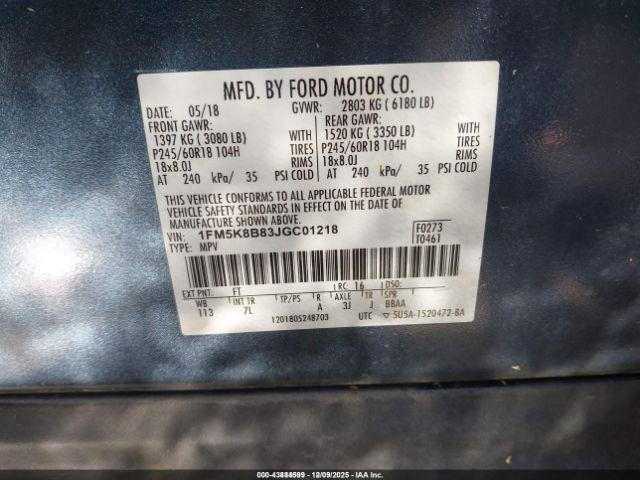 MFD. BY FORD MOTOR CO.
DATE: 05/18 GVWR: 2803 KG ( 6180 LB)
FRONT GAWR: REAR GAWR:
1397 KG ( 3080 LB) WITH 1520 KG ( 3350 LB) WITH
P245/60R18 104H TIRES P245/60R18 104H TIRES
18x8.0J RIMS 18x8.0J RIMS
AT 240 kPa/ 35 PSI COLD AT 240 kPa/ 35 PSI COLD
THIS VEHICLE CONFORMS TO ALL APPLICABLE FEDERAL MOTOR
VEHICLE SAFETY STANDARDS IN EFFECT ON THE DATE OF
MANUFACTURE SHOWN ABOVE.
VIN: 1FM5K8B83JGC01218 F0273
TYPE: MPV T0461
EXT PNT: FT RC: 16 DSO:
WB INT TR TP/PS R AXLE TR SPR
113 7L A 3J J BBAA
1201805248703 UTC ▽ 5U5A-1520472-BA
000-43884599 - 12/09/2025 - IAAI, Inc.